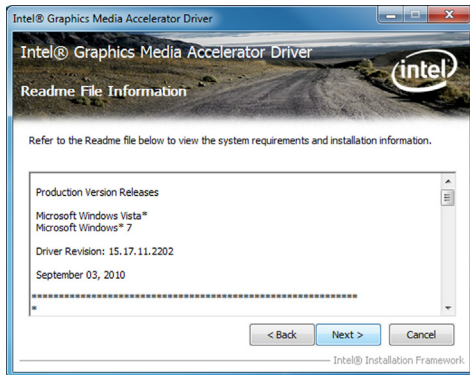 Intel® Graphics Media Accelerator Driver
Intel® Graphics Media Accelerator Driver
intel
Readme File Information
Refer to the Readme file below to view the system requirements and installation information.
Production Version Releases
Microsoft Windows Vista*
Microsoft Windows* 7
Driver Revision: 15.17.11.2202
September 03, 2010
*************************************************************
*
< Back Next > Cancel
Intel® Installation Framework